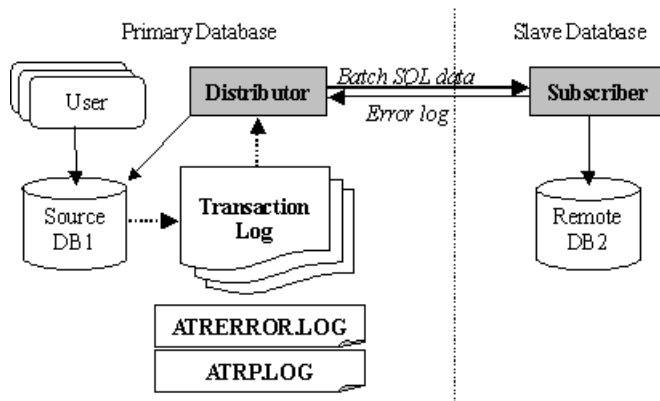 Primary Database
Slave Database
User
Distributor
Batch SQL data
Error log
Subscriber
Source
DB1
Transaction
Log
Remote
DB2
ATRERROR.LOG
ATRP.LOG